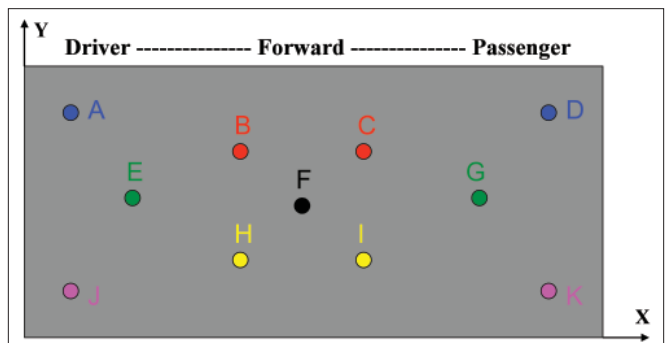 Y
Driver --------------- Forward --------------- Passenger
A D
B C
E G
F
H I
J K
X